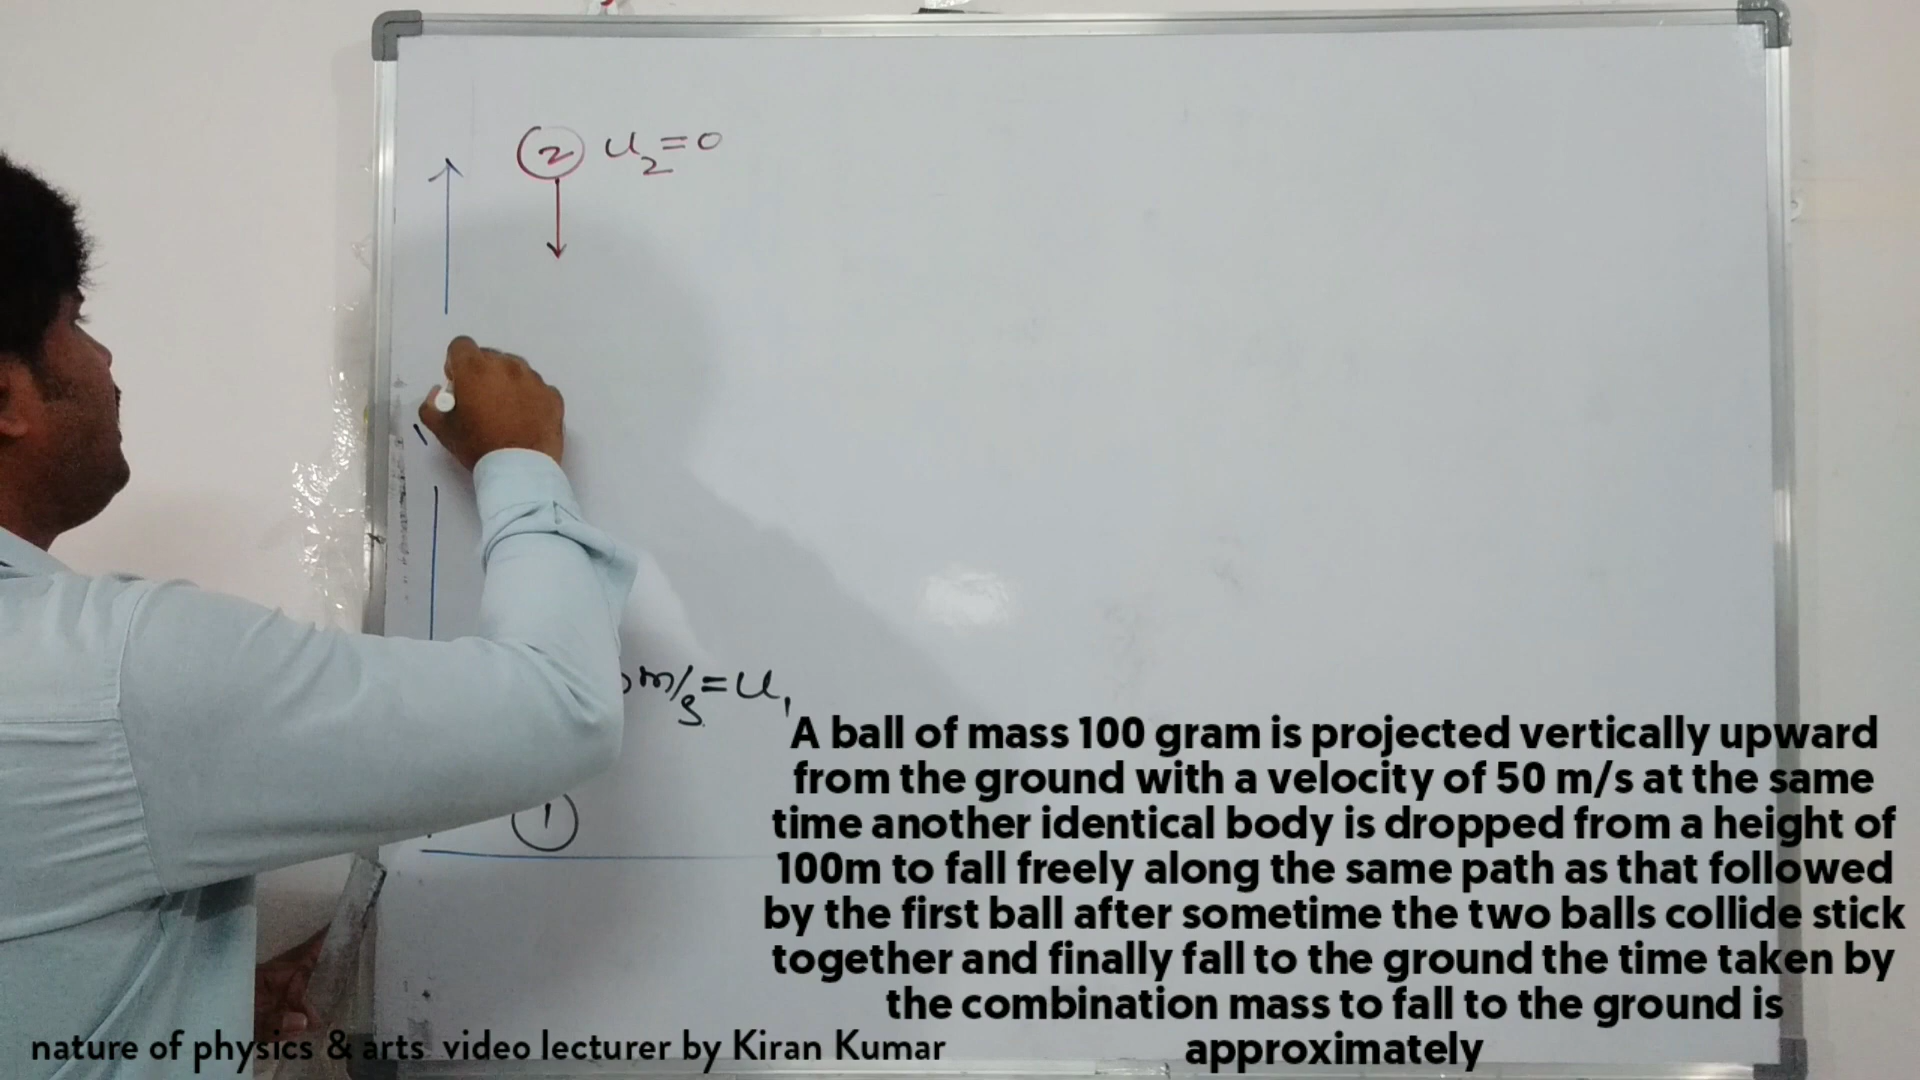 2 u₂=0
m/s=u₁
1
A ball of mass 100 gram is projected vertically upward
from the ground with a velocity of 50 m/s at the same
time another identical body is dropped from a height of
100m to fall freely along the same path as that followed
by the first ball after sometime the two balls collide stick
together and finally fall to the ground the time taken by
the combination mass to fall to the ground is
approximately
nature of physics & arts video lecturer by Kiran Kumar